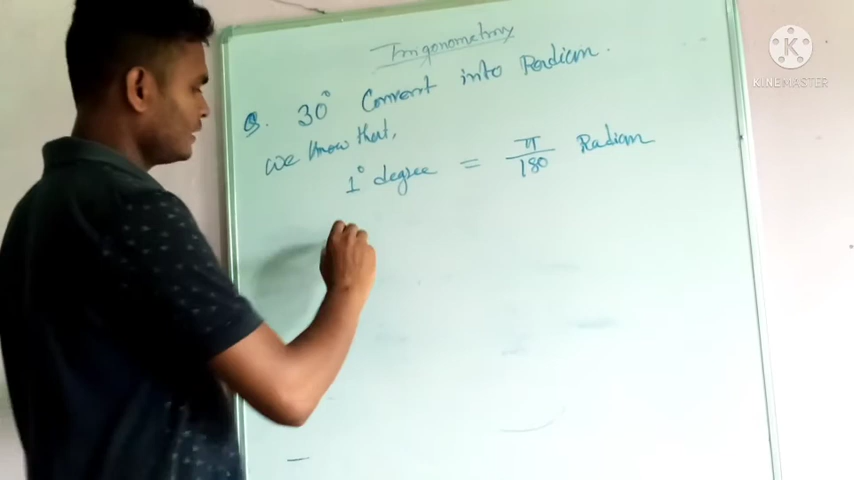 Trigonometry
Q. 30° Convert into Radian.
We know that,
1° degree = π/180 Radian
KINEMASTER